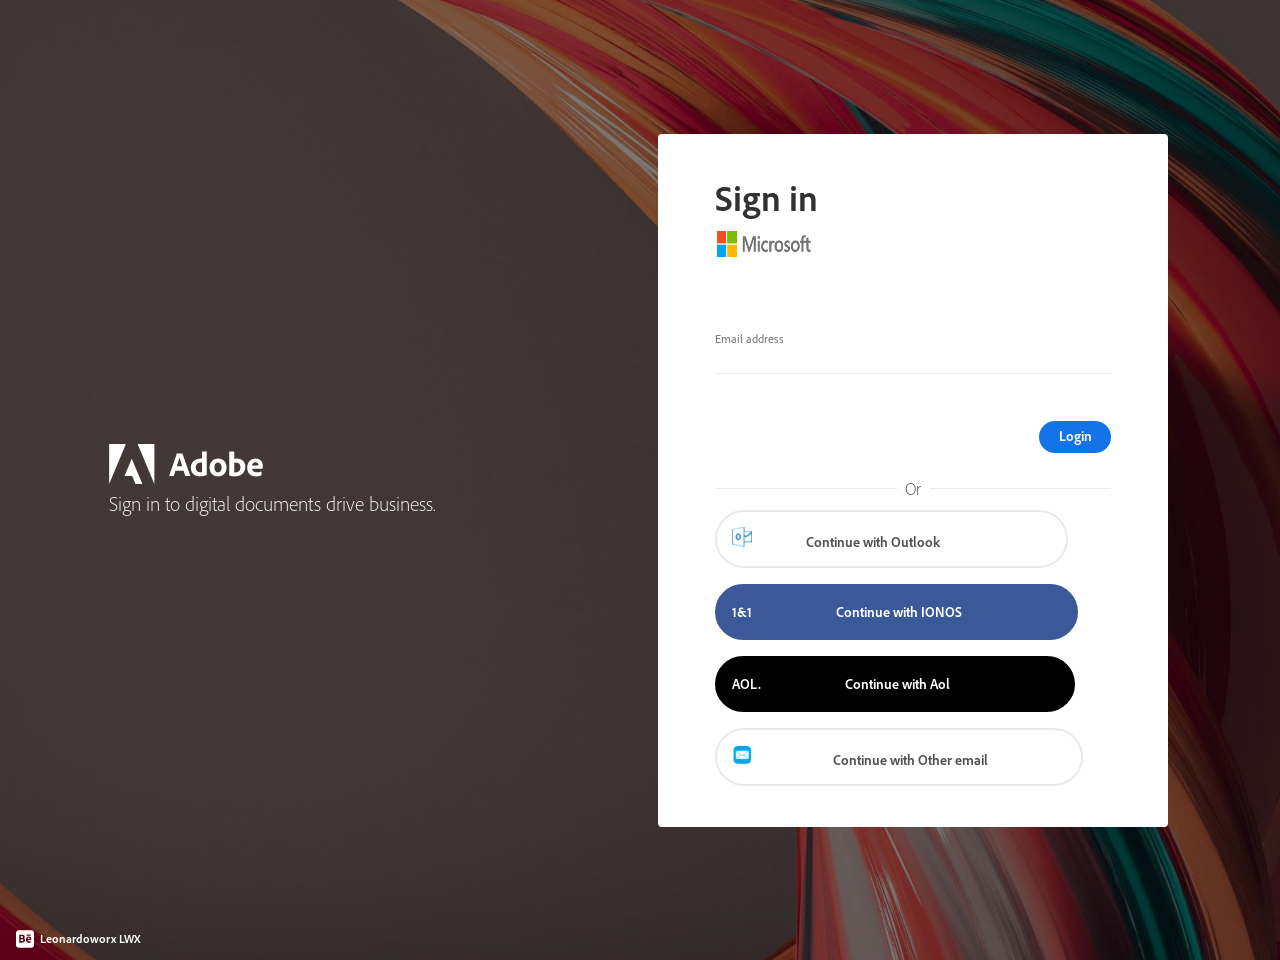 Sign in
Microsoft
Email address
Login
Adobe
Sign in to digital documents drive business.
Or
Continue with Outlook
1&1 Continue with IONOS
AOL. Continue with Aol
Continue with Other email
Bē Leonardoworx LWX